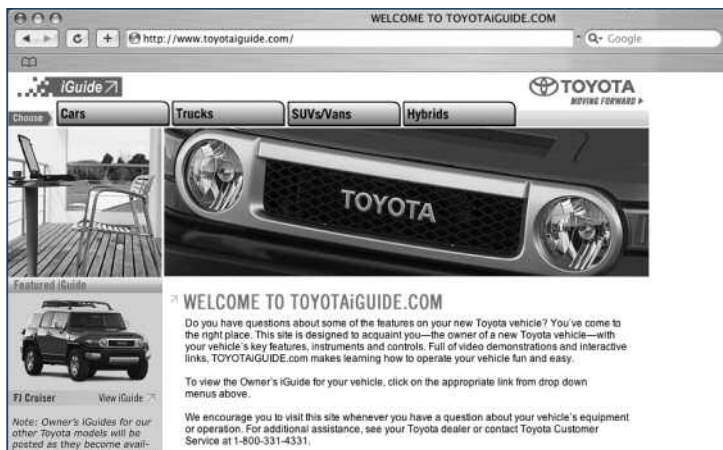 WELCOME TO TOYOTAiGUIDE.COM
http://www.toyotaiguide.com/
Google
iGuide
TOYOTA
MOVING FORWARD
Choose
Cars
Trucks
SUVs/Vans
Hybrids
TOYOTA
Featured iGuide
FJ Cruiser
View iGuide
Note: Owner's iGuides for our
other Toyota models will be
posted as they become avail-
WELCOME TO TOYOTAiGUIDE.COM
Do you have questions about some of the features on your new Toyota vehicle? You've come to
the right place. This site is designed to acquaint you—the owner of a new Toyota vehicle—with
your vehicle's key features, instruments and controls. Full of video demonstrations and interactive
links, TOYOTAiGUIDE.com makes learning how to operate your vehicle fun and easy.
To view the Owner's iGuide for your vehicle, click on the appropriate link from drop down
menus above.
We encourage you to visit this site whenever you have a question about your vehicle's equipment
or operation. For additional assistance, see your Toyota dealer or contact Toyota Customer
Service at 1-800-331-4331.